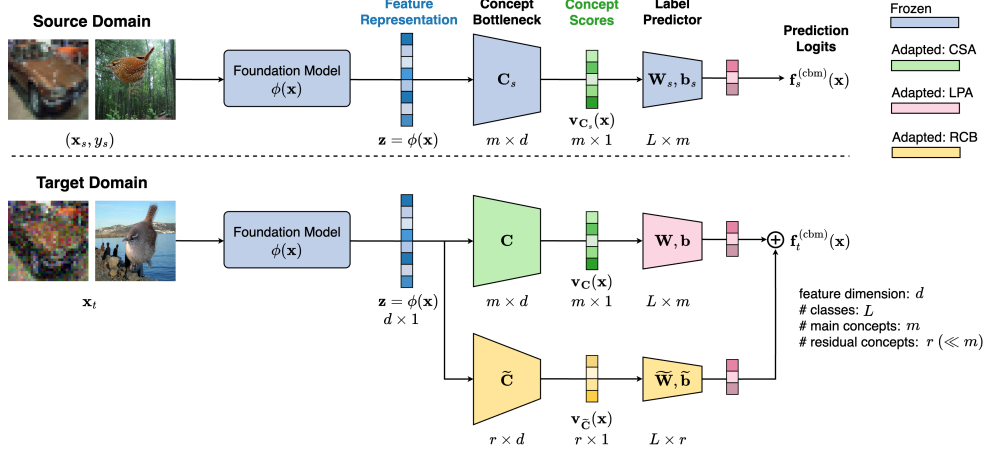 Source Domain
Feature
Representation
Concept
Bottleneck
Concept
Scores
Label
Predictor
Prediction
Logits
Frozen
Adapted: CSA
Adapted: LPA
Adapted: RCB
Foundation Model
ϕ(x)
C_s
W_s, b_s
f_s^(cbm)(x)
(x_s, y_s)
z = ϕ(x)
m × d
v_{C_s}(x)
m × 1
L × m
Target Domain
Foundation Model
ϕ(x)
C
W, b
f_t^(cbm)(x)
x_t
z = ϕ(x)
d × 1
m × d
v_C(x)
m × 1
L × m
feature dimension: d
# classes: L
# main concepts: m
# residual concepts: r (≪ m)
C̃
W̃, b̃
v_C̃(x)
r × d
r × 1
L × r